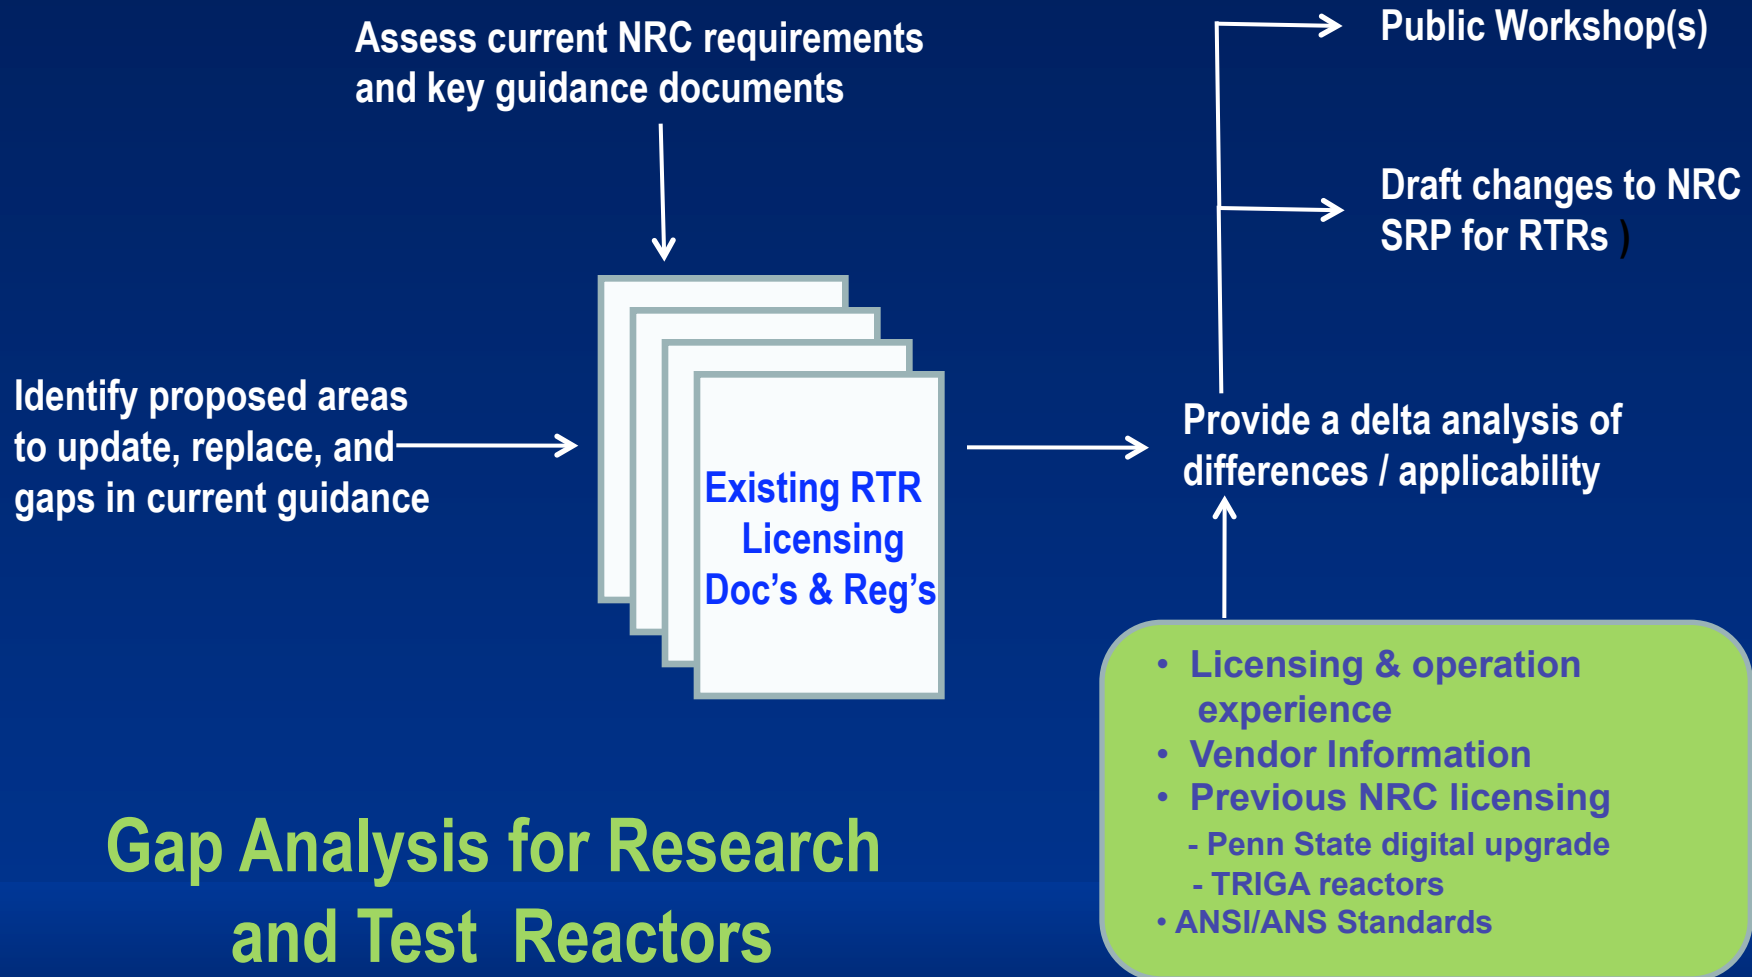 Assess current NRC requirements
and key guidance documents
Public Workshop(s)
Draft changes to NRC
SRP for RTRs )
Identify proposed areas
to update, replace, and
gaps in current guidance
Existing RTR
Licensing
Doc’s & Reg’s
Provide a delta analysis of
differences / applicability
• Licensing & operation
experience
• Vendor Information
• Previous NRC licensing
- Penn State digital upgrade
- TRIGA reactors
• ANSI/ANS Standards
Gap Analysis for Research
and Test Reactors